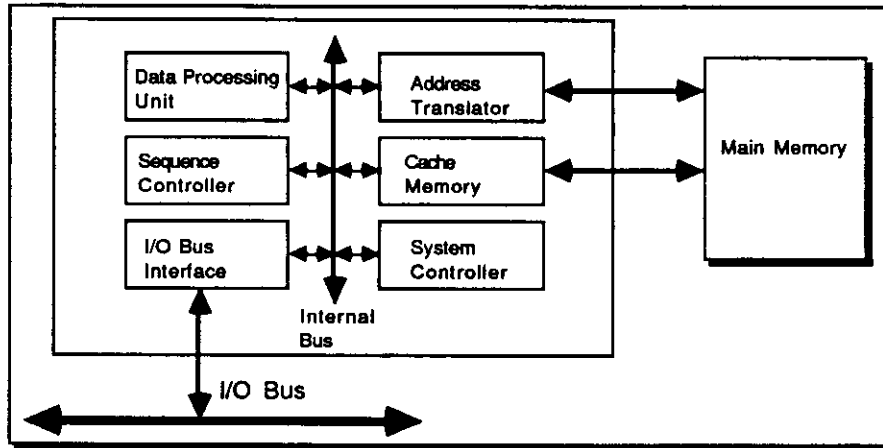 Data Processing
Unit
Address
Translator
Main Memory
Sequence
Controller
Cache
Memory
I/O Bus
Interface
System
Controller
Internal
Bus
I/O Bus